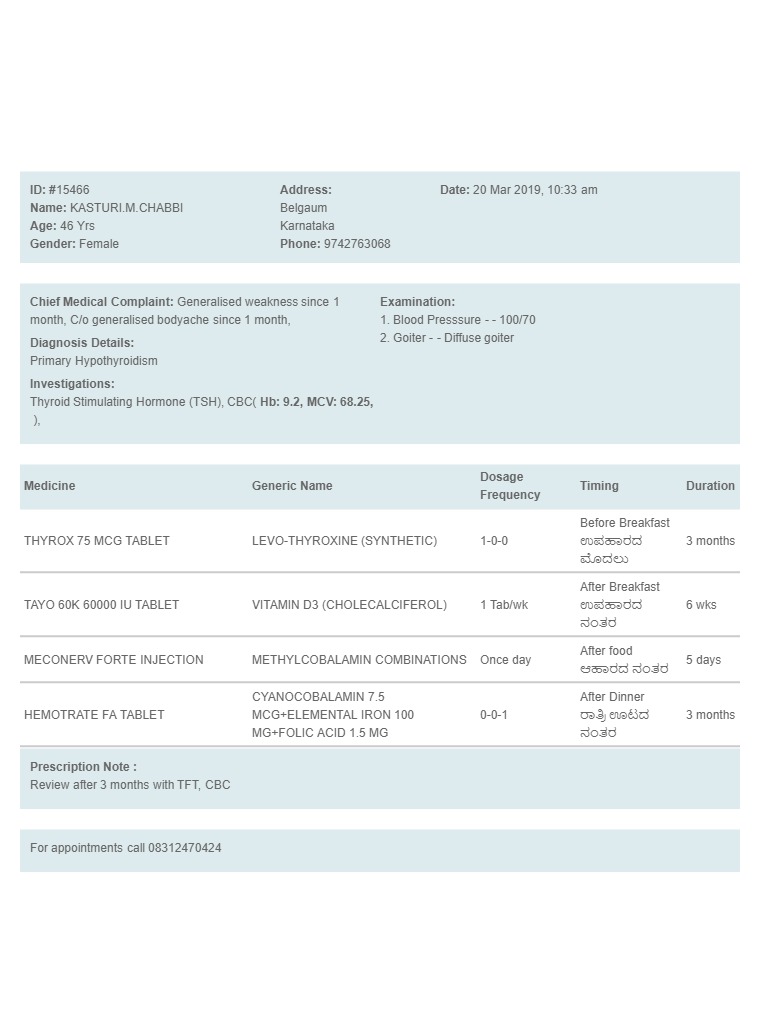 ID: #15466
Name: KASTURI.M.CHABBI
Age: 46 Yrs
Gender: Female
Address:
Belgaum
Karnataka
Phone: 9742763068
Date: 20 Mar 2019, 10:33 am
Chief Medical Complaint: Generalised weakness since 1
month, C/o generalised bodyache since 1 month,
Diagnosis Details:
Primary Hypothyroidism
Investigations:
Thyroid Stimulating Hormone (TSH), CBC( Hb: 9.2, MCV: 68.25,
),
Examination:
1. Blood Presssure - - 100/70
2. Goiter - - Diffuse goiter
Medicine Generic Name Dosage Frequency Timing Duration
THYROX 75 MCG TABLET LEVO-THYROXINE (SYNTHETIC) 1-0-0 Before Breakfast
ಉಪಹಾರದ
ಮೊದಲು
3 months
TAYO 60K 60000 IU TABLET VITAMIN D3 (CHOLECALCIFEROL) 1 Tab/wk After Breakfast
ಉಪಹಾರದ
ನಂತರ
6 wks
MECONERV FORTE INJECTION METHYLCOBALAMIN COMBINATIONS Once day After food
ಆಹಾರದ ನಂತರ
5 days
HEMOTRATE FA TABLET CYANOCOBALAMIN 7.5
MCG+ELEMENTAL IRON 100
MG+FOLIC ACID 1.5 MG
0-0-1 After Dinner
ರಾತ್ರಿ ಊಟದ
ನಂತರ
3 months
Prescription Note :
Review after 3 months with TFT, CBC
For appointments call 08312470424